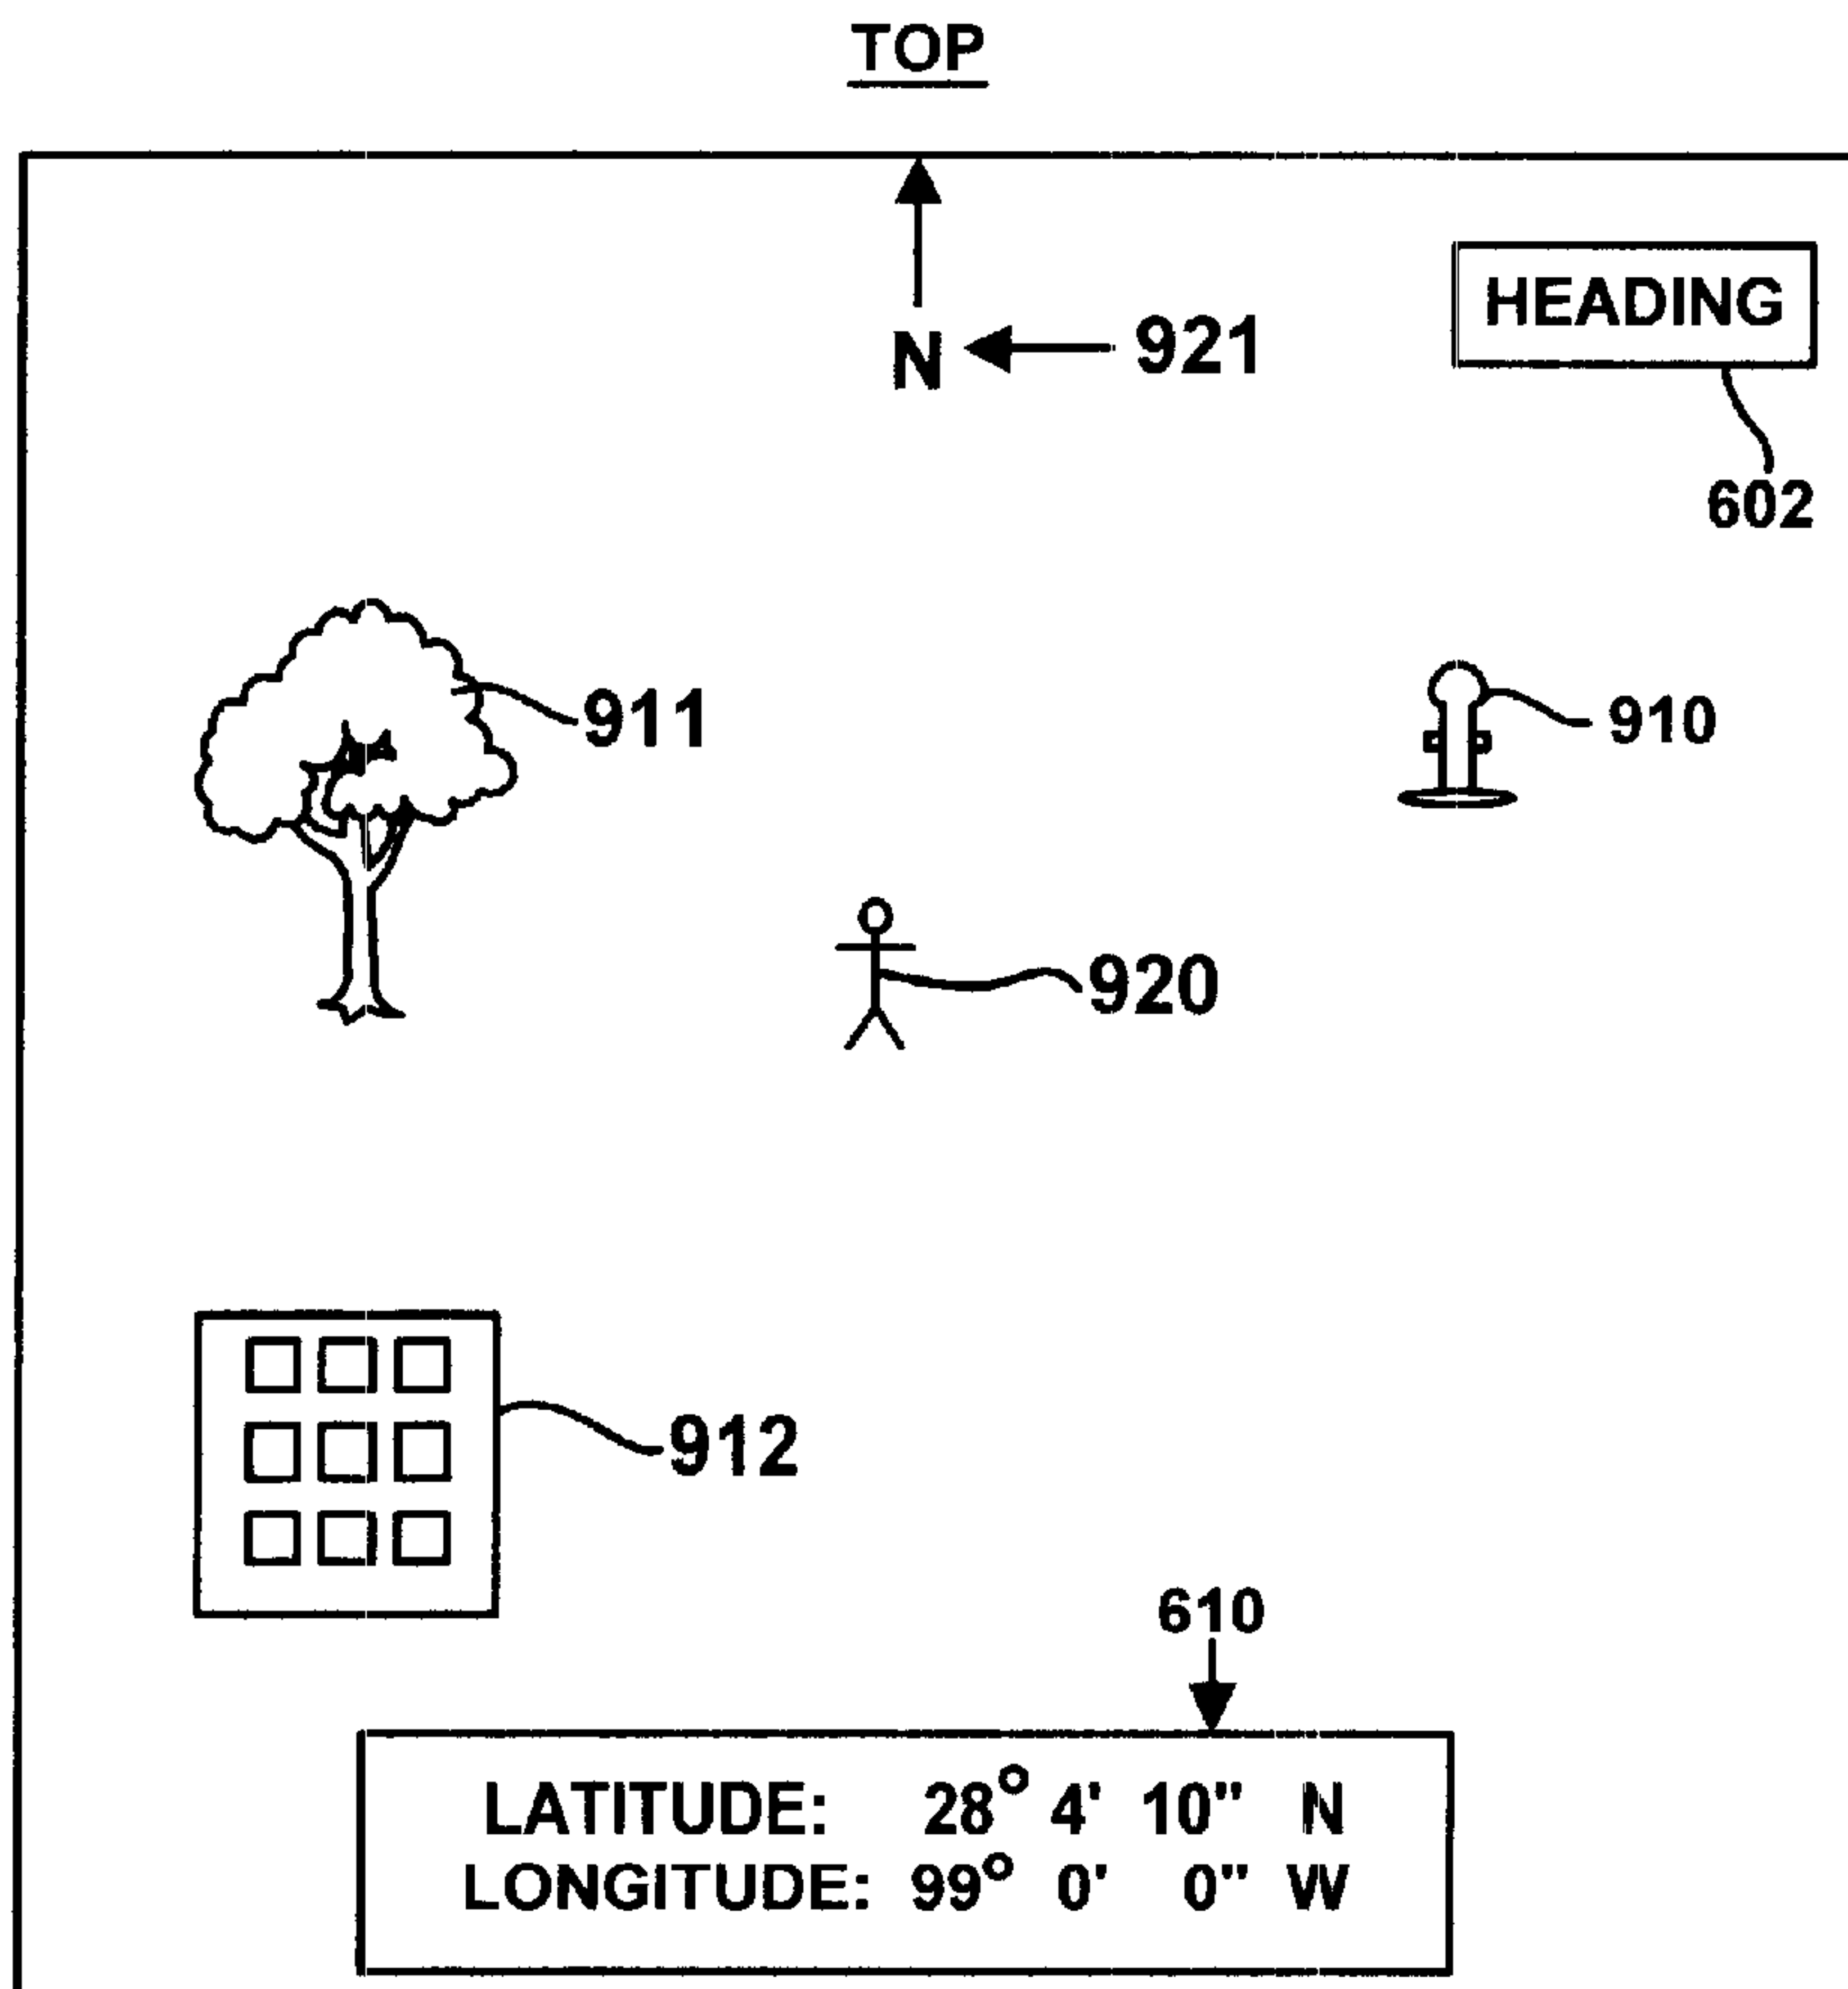 TOP
HEADING
N 921
602
911
910
920
912
610
LATITUDE: 28° 4' 10" N
LONGITUDE: 99° 0' 0" W